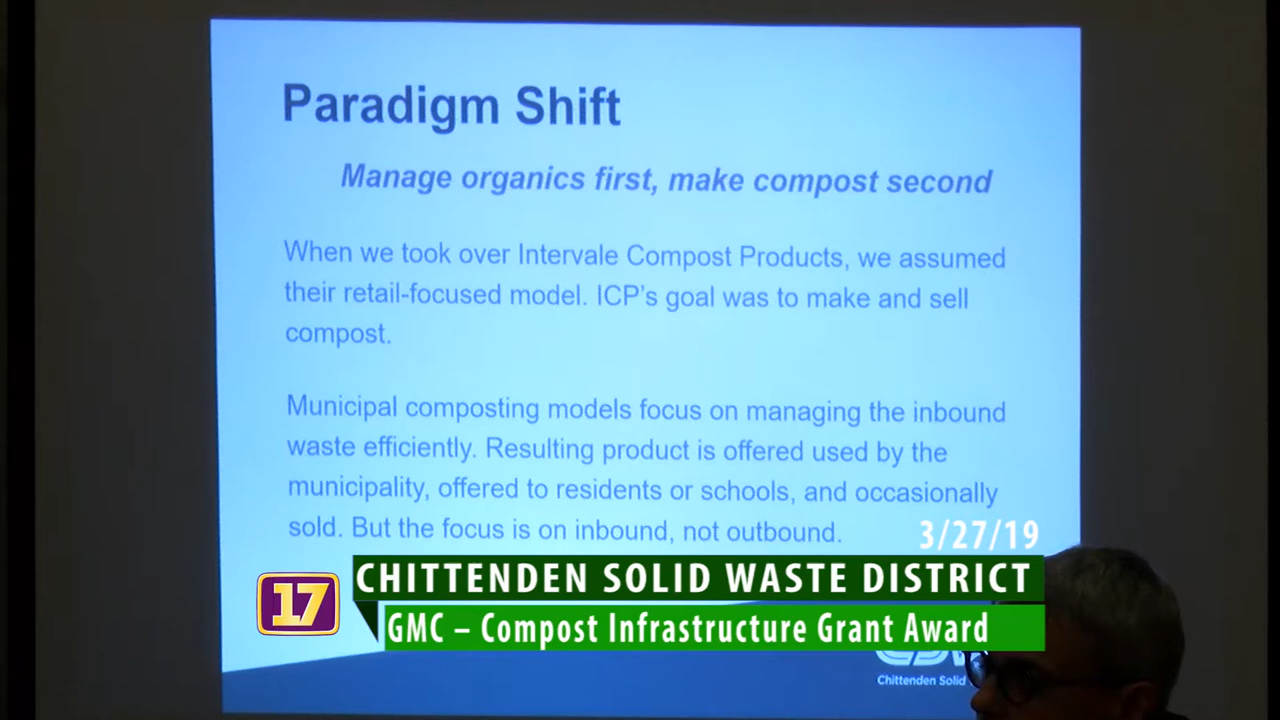 Paradigm Shift
Manage organics first, make compost second
When we took over Intervale Compost Products, we assumed
their retail-focused model. ICP's goal was to make and sell
compost.
Municipal composting models focus on managing the inbound
waste efficiently. Resulting product is offered used by the
municipality, offered to residents or schools, and occasionally
sold. But the focus is on inbound, not outbound.
3/27/19
17
CHITTENDEN SOLID WASTE DISTRICT
GMC – Compost Infrastructure Grant Award
Chittenden Solid